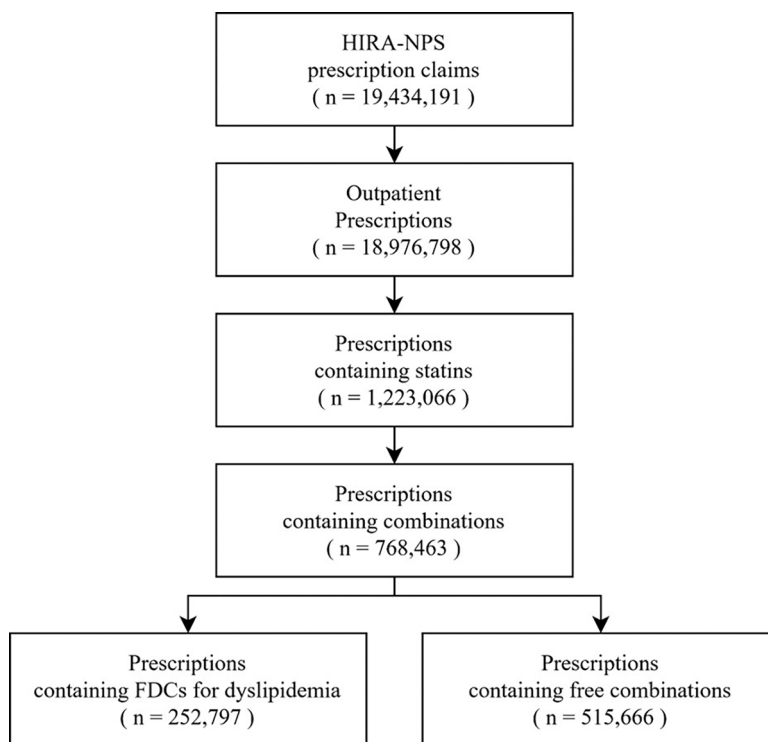 HIRA-NPS
prescription claims
( n = 19,434,191 )
Outpatient
Prescriptions
( n = 18,976,798 )
Prescriptions
containing statins
( n = 1,223,066 )
Prescriptions
containing combinations
( n = 768,463 )
Prescriptions
containing FDCs for dyslipidemia
( n = 252,797 )
Prescriptions
containing free combinations
( n = 515,666 )